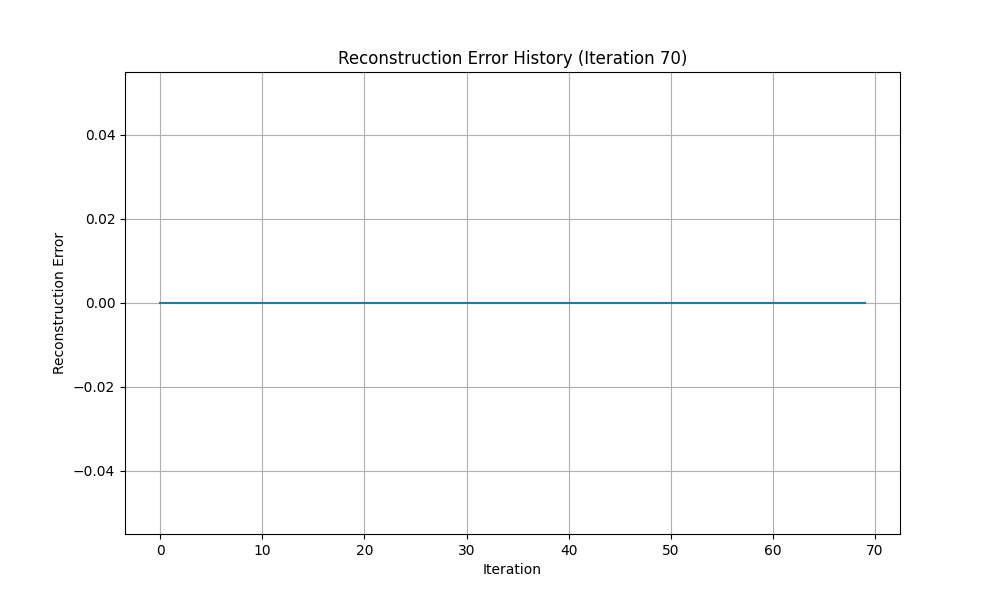 Reconstruction Error History (Iteration 70)
Reconstruction Error
0.04
0.02
0.00
−0.02
−0.04
0 10 20 30 40 50 60 70
Iteration